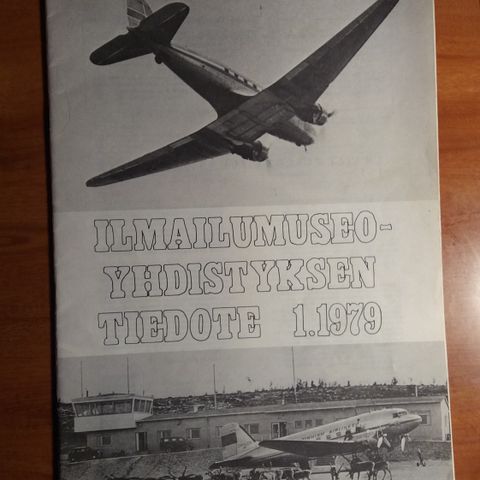 ILMAILUMUSEO-
YHDISTYKSEN
TIEDOTE 1.1979